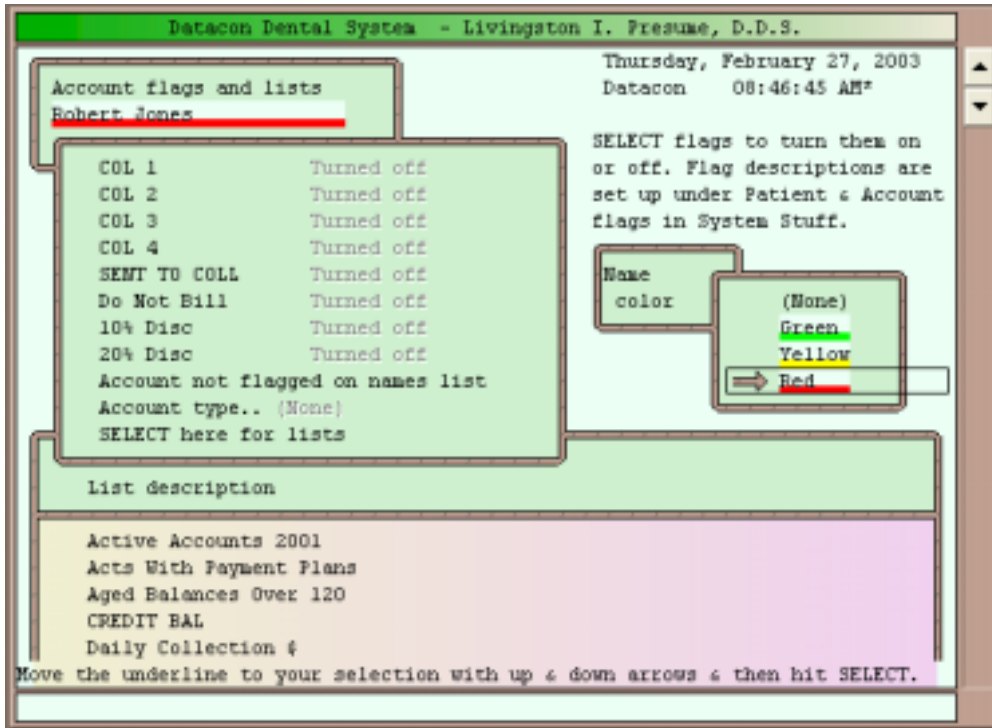 Datacon Dental System - Livingston I. Presume, D.D.S.
Thursday, February 27, 2003
Datacon 08:46:45 AM*
Account flags and lists
Robert Jones
SELECT flags to turn them on
or off. Flag descriptions are
set up under Patient & Account
flags in System Stuff.
COL 1 Turned off
COL 2 Turned off
COL 3 Turned off
COL 4 Turned off
SENT TO COLL Turned off
Do Not Bill Turned off
10% Disc Turned off
20% Disc Turned off
Account not flagged on names list
Account type.. (None)
SELECT here for lists
Name
color
(None)
Green
Yellow
Red
List description
Active Accounts 2001
Acts With Payment Plans
Aged Balances Over 120
CREDIT BAL
Daily Collection ¢
Move the underline to your selection with up & down arrows & then hit SELECT.